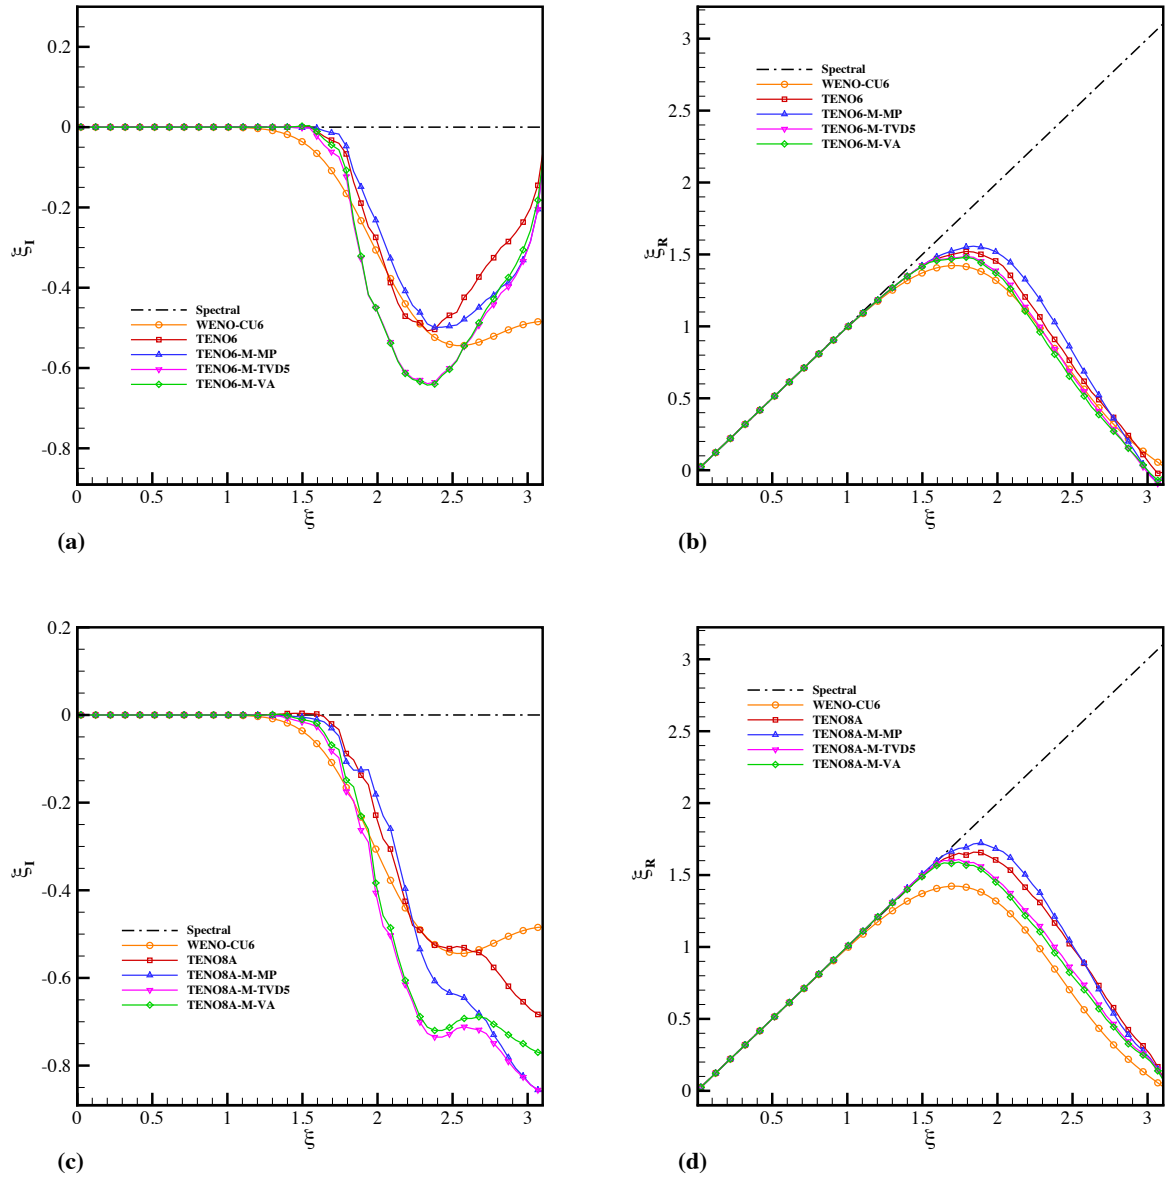 0.2
0
-0.2
-0.4
-0.6
-0.8
ξI
Spectral
WENO-CU6
TENO6
TENO6-M-MP
TENO6-M-TVD5
TENO6-M-VA
0 0.5 1 1.5 2 2.5 3
ξ
(a)
3
2.5
2
1.5
1
0.5
0
ξR
Spectral
WENO-CU6
TENO6
TENO6-M-MP
TENO6-M-TVD5
TENO6-M-VA
0.5 1 1.5 2 2.5 3
ξ
(b)
0.2
0
-0.2
-0.4
-0.6
-0.8
ξI
Spectral
WENO-CU6
TENO8A
TENO8A-M-MP
TENO8A-M-TVD5
TENO8A-M-VA
0 0.5 1 1.5 2 2.5 3
ξ
(c)
3
2.5
2
1.5
1
0.5
0
ξR
Spectral
WENO-CU6
TENO8A
TENO8A-M-MP
TENO8A-M-TVD5
TENO8A-M-VA
0.5 1 1.5 2 2.5 3
ξ
(d)